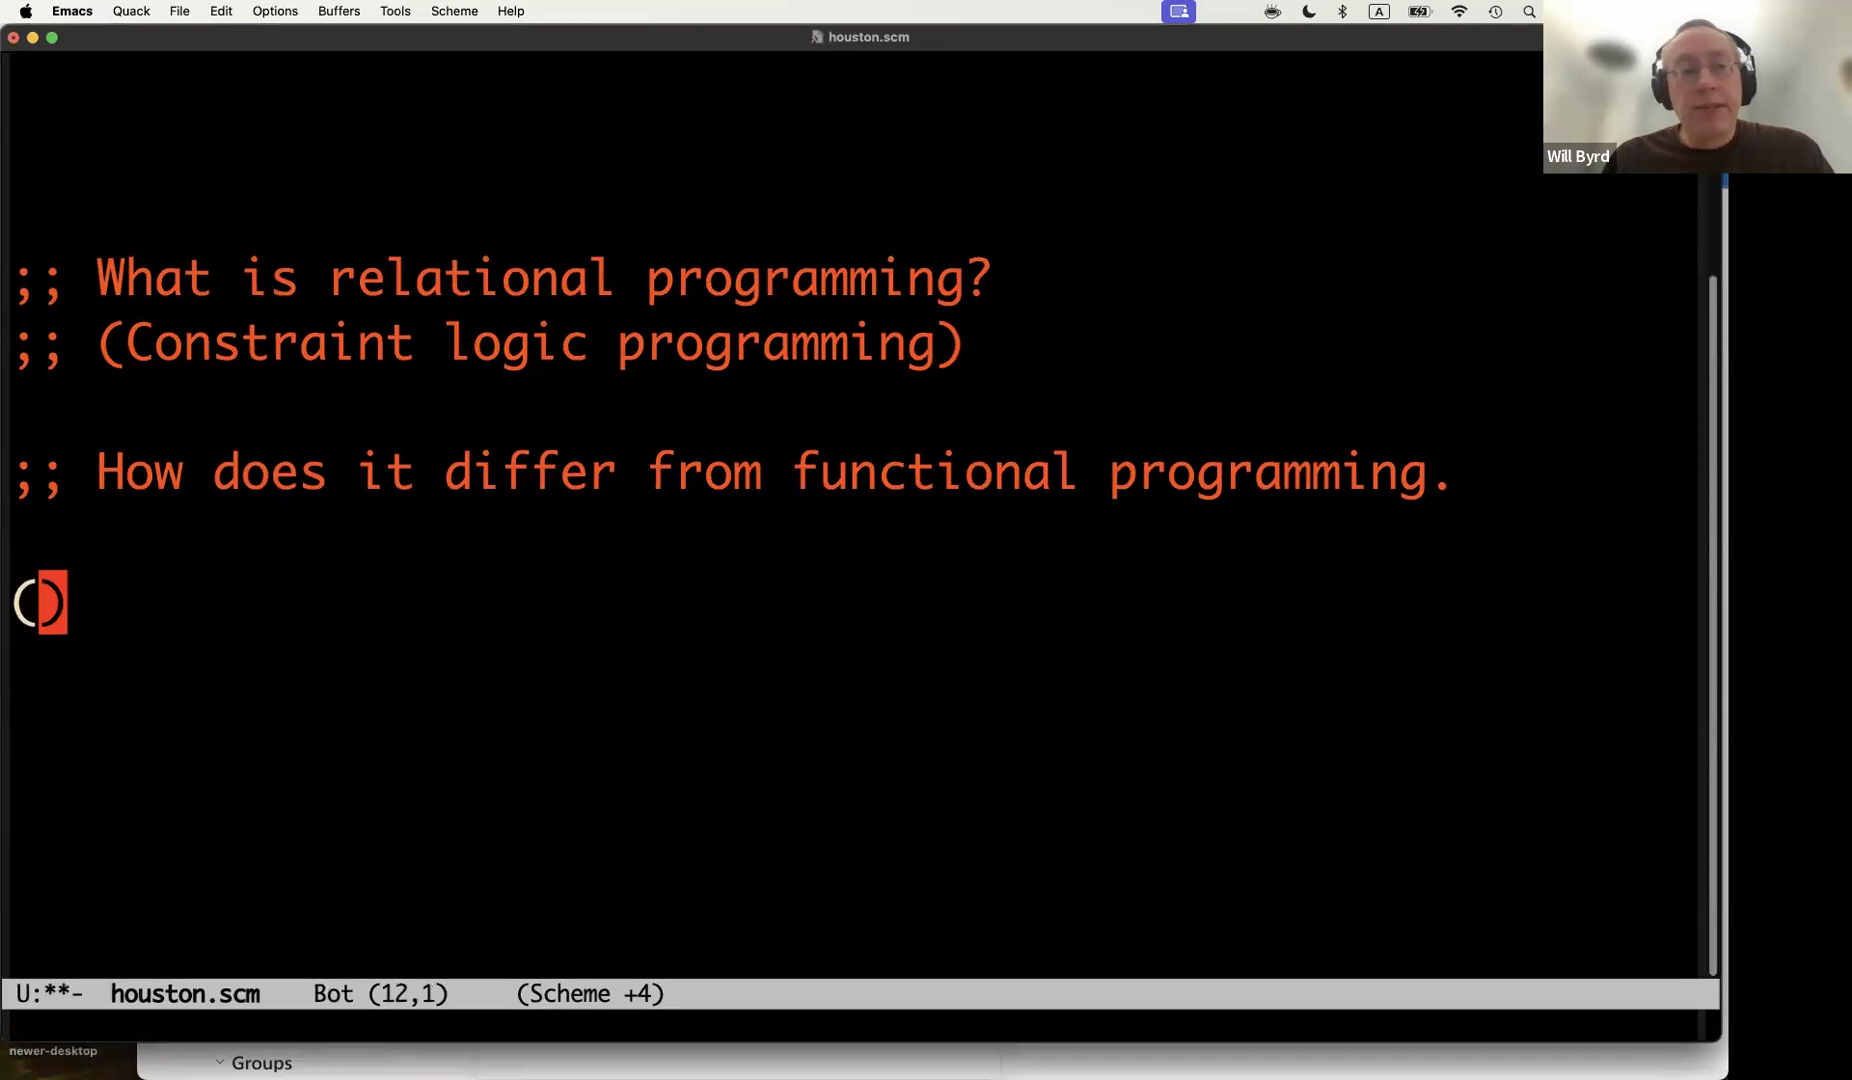 Emacs Quack File Edit Options Buffers Tools Scheme Help
A
houston.scm
Will Byrd
;; What is relational programming?
;; (Constraint logic programming)
;; How does it differ from functional programming.
()
U:**- houston.scm Bot (12,1) (Scheme +4)
newer-desktop
Groups